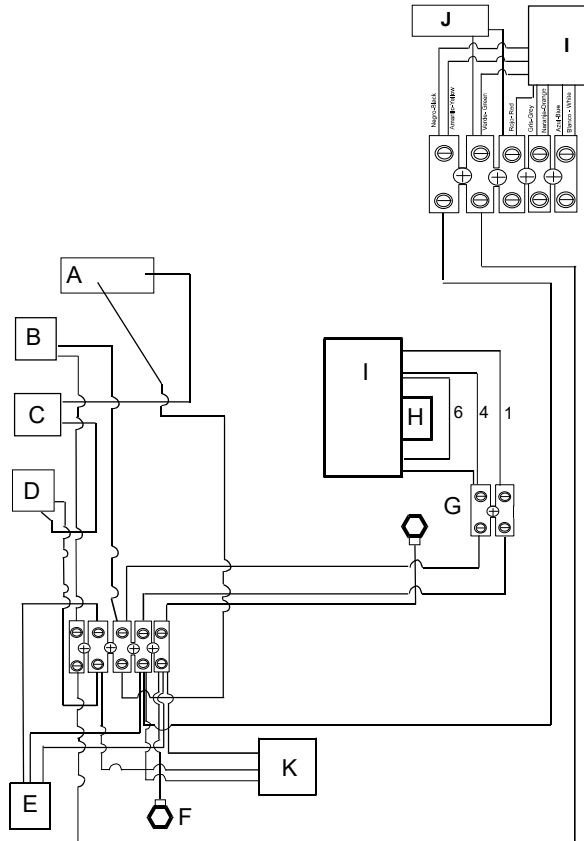 J
I
Negro-Black
Amarillo-Yellow
Verde- Green
Rojo- Red
Gris-Grey
Naranja-Orange
Azul-Blue
Blanco - White
A
B
C
D
I
H
6
4
1
G
E
F
K